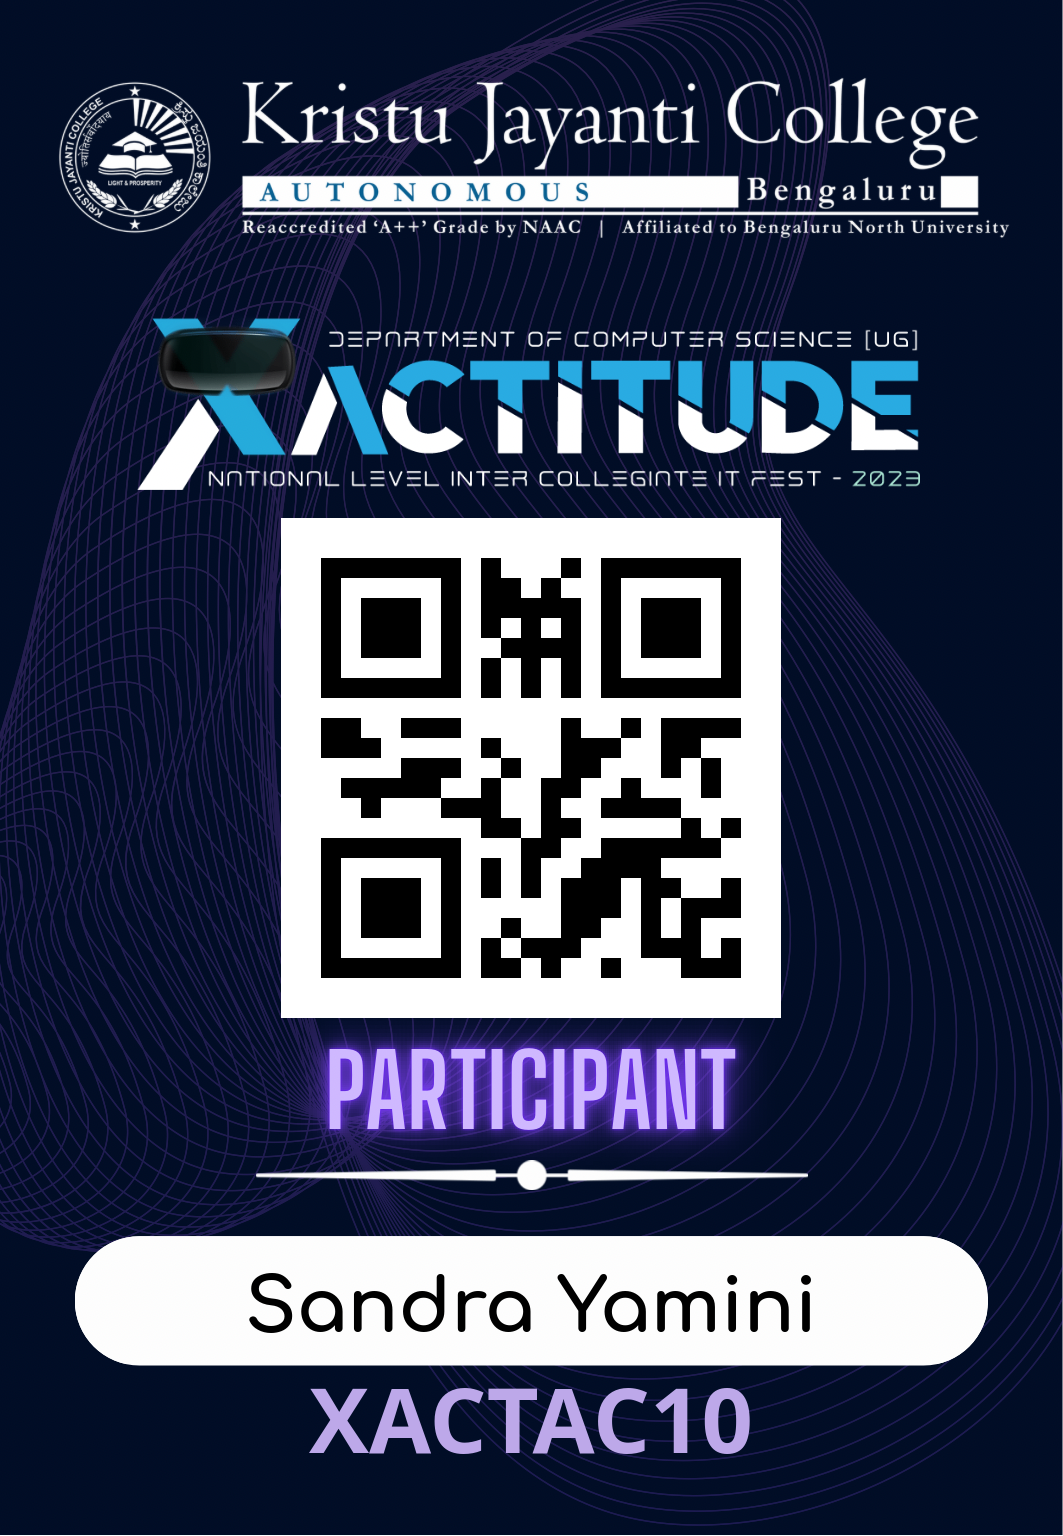 Kristu Jayanti College
AUTONOMOUS Bengaluru
Reaccredited ‘A++’ Grade by NAAC | Affiliated to Bengaluru North University
KRISTU JAYANTI COLLEGE
LIGHT & PROSPERITY
DEPARTMENT OF COMPUTER SCIENCE [UG]
XACTITUDE
NATIONAL LEVEL INTER COLLEGIATE IT FEST - 2023
PARTICIPANT
Sandra Yamini
XACTAC10